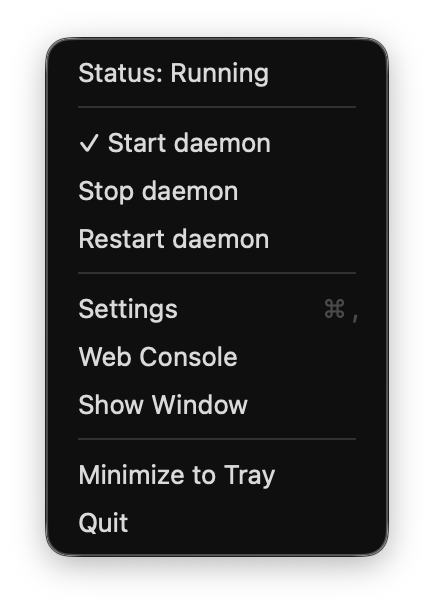 Status: Running
✓ Start daemon
Stop daemon
Restart daemon
Settings ⌘ ,
Web Console
Show Window
Minimize to Tray
Quit